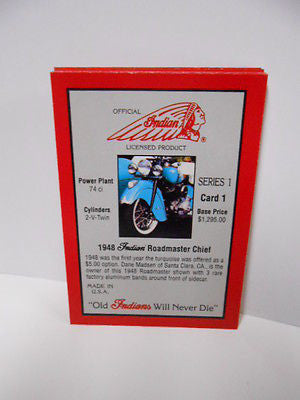 OFFICIAL
Indian
®
LICENSED PRODUCT
Power Plant
74 ci
Cylinders
2-V-Twin
SERIES 1
Card 1
Base Price
$1,295.00
1948 Indian Roadmaster Chief
1948 was the first year the turquoise was offered as a
$5.00 option. Dane Madsen of Santa Clara, CA, is the
owner of this 1948 Roadmaster shown with 3 rare
factory aluminum bands around front of sidecar.
MADE IN
U.S.A.
"Old Indians Will Never Die"